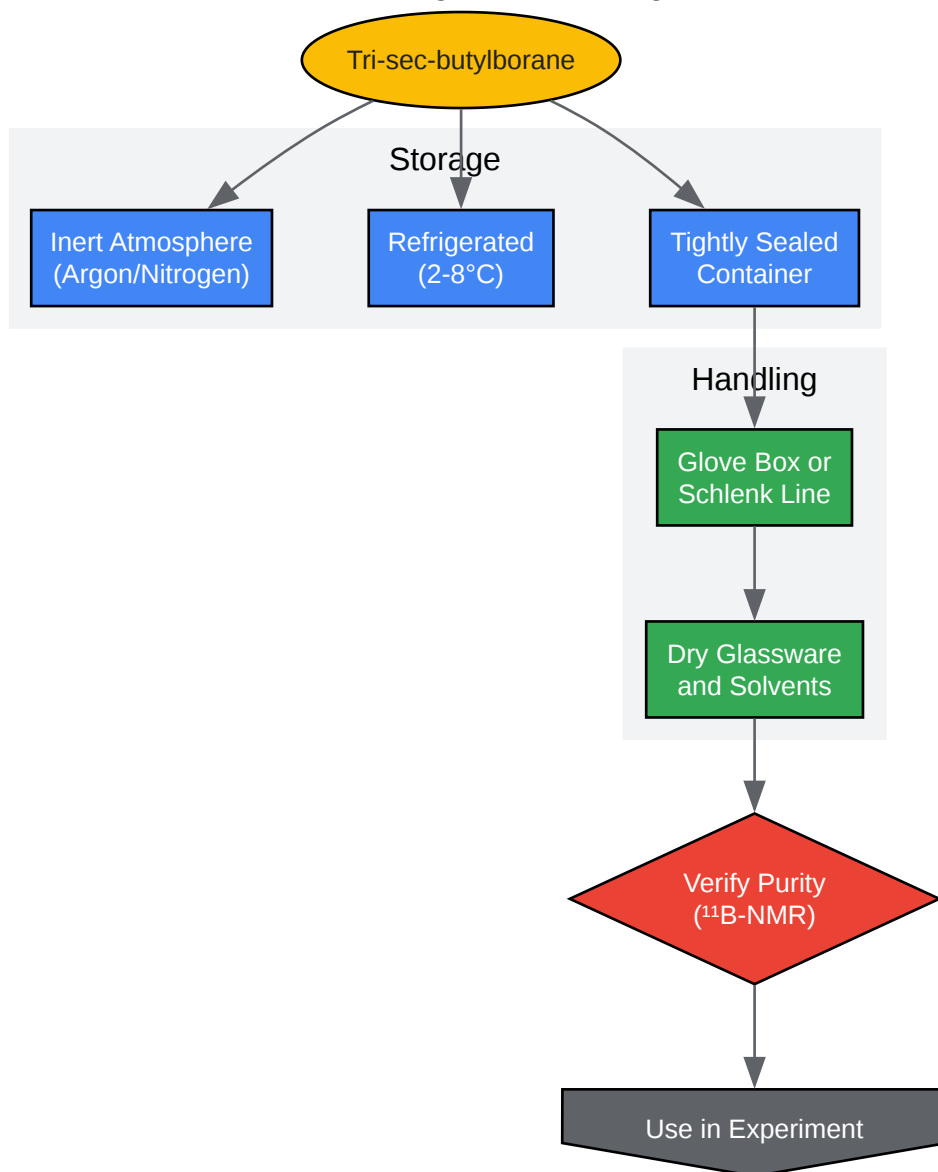 Tri-sec-butylborane
Storage
Inert Atmosphere
(Argon/Nitrogen)
Refrigerated
(2-8°C)
Tightly Sealed
Container
Handling
Glove Box or
Schlenk Line
Dry Glassware
and Solvents
Verify Purity
(¹¹B-NMR)
Use in Experiment